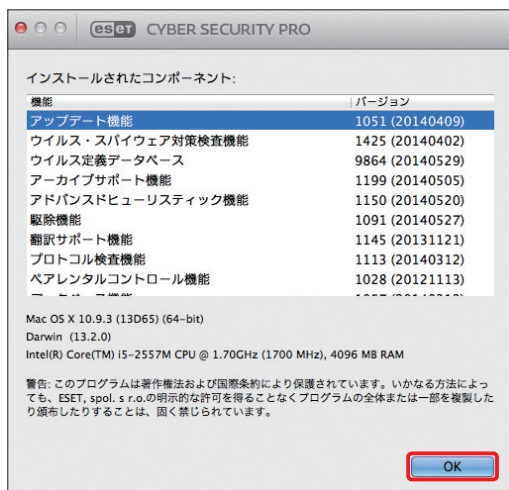 eset CYBER SECURITY PRO
インストールされたコンポーネント:
機能 バージョン
アップデート機能 1051 (20140409)
ウイルス・スパイウェア対策検査機能 1425 (20140402)
ウイルス定義データベース 9864 (20140529)
アーカイブサポート機能 1199 (20140505)
アドバンスドヒューリスティック機能 1150 (20140520)
駆除機能 1091 (20140527)
翻訳サポート機能 1145 (20131121)
プロトコル検査機能 1113 (20140312)
ペアレンタルコントロール機能 1028 (20121113)
Mac OS X 10.9.3 (13D65) (64-bit)
Darwin (13.2.0)
Intel(R) Core(TM) i5-2557M CPU @ 1.70GHz (1700 MHz), 4096 MB RAM
警告: このプログラムは著作権法および国際条約により保護されています。いかなる方法によっ
ても、ESET, spol. s r.o.の明示的な許可を得ることなくプログラムの全体または一部を複製した
り頒布したりすることは、固く禁じられています。
OK